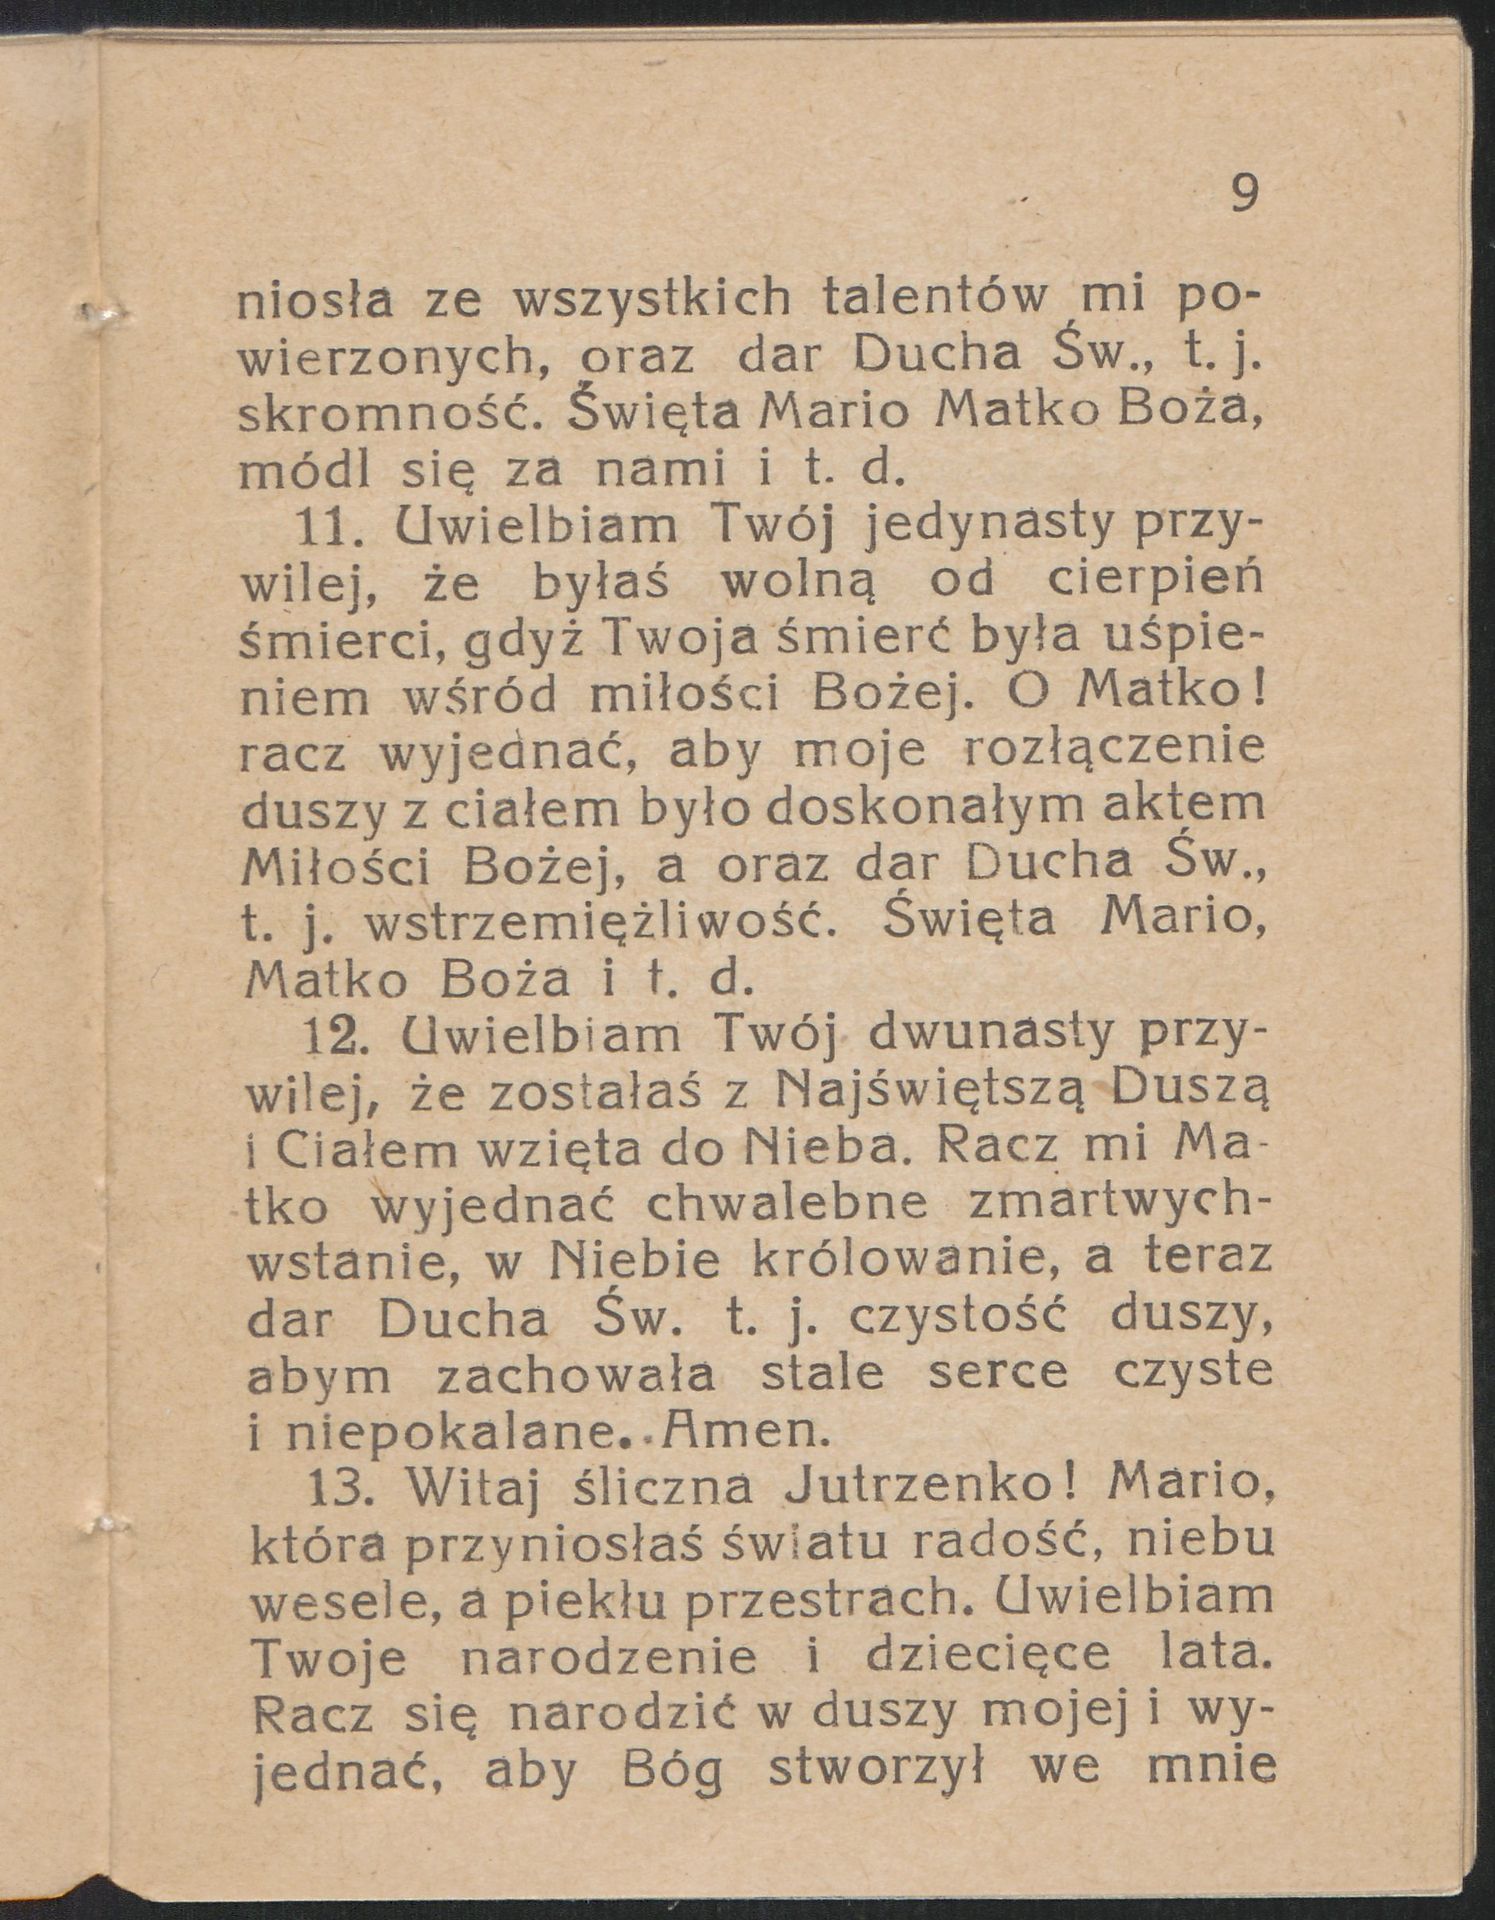 9
niosła ze wszystkich talentów mi po-
wierzonych, oraz dar Ducha Św., t. j.
skromność. Święta Mario Matko Boża,
módl się za nami i t. d.
11. Uwielbiam Twój jedynasty przy-
wilej, że byłaś wolną od cierpień
śmierci, gdyż Twoja śmierć była uśpie-
niem wśród miłości Bożej. O Matko!
racz wyjednać, aby moje rozłączenie
duszy z ciałem było doskonałym aktem
Miłości Bożej, a oraz dar Ducha Św.,
t. j. wstrzemięźliwość. Święta Mario,
Matko Boża i t. d.
12. Uwielbiam Twój dwunasty przy-
wilej, że zostałaś z Najświętszą Duszą
i Ciałem wzięta do Nieba. Racz mi Ma-
tko wyjednać chwalebne zmartwych-
wstanie, w Niebie królowanie, a teraz
dar Ducha Św. t. j. czystość duszy,
abym zachowała stale serce czyste
i niepokalane. Amen.
13. Witaj śliczna Jutrzenko! Mario,
która przyniosłaś światu radość, niebu
wesele, a piekłu przestrach. Uwielbiam
Twoje narodzenie i dziecięce lata.
Racz się narodzić w duszy mojej i wy-
jednać, aby Bóg stworzył we mnie